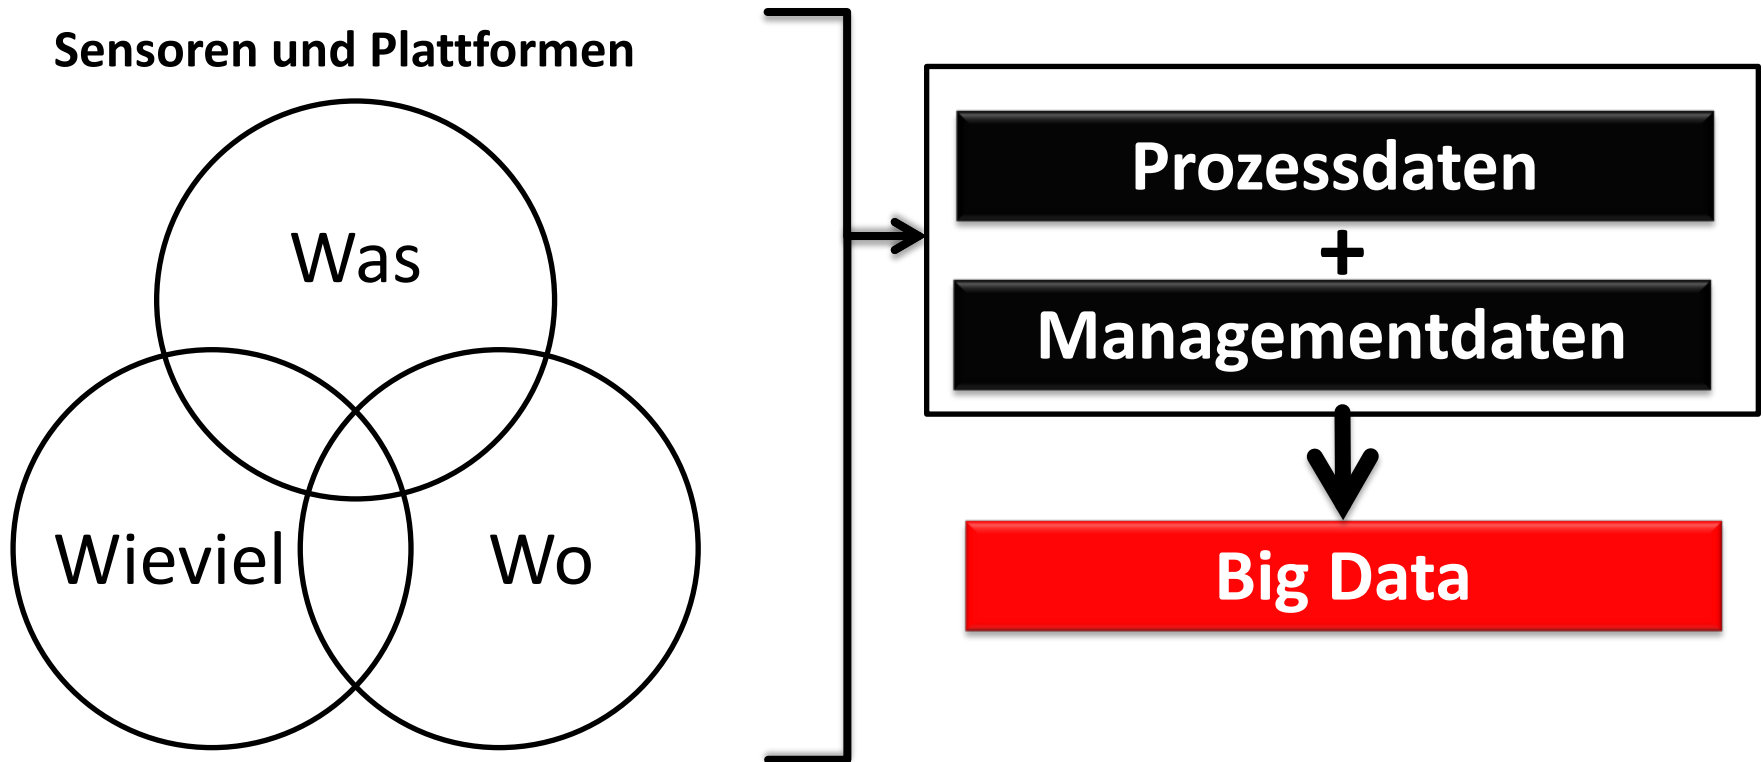 Sensoren und Plattformen
Was
Wieviel
Wo
Prozessdaten
+
Managementdaten
Big Data